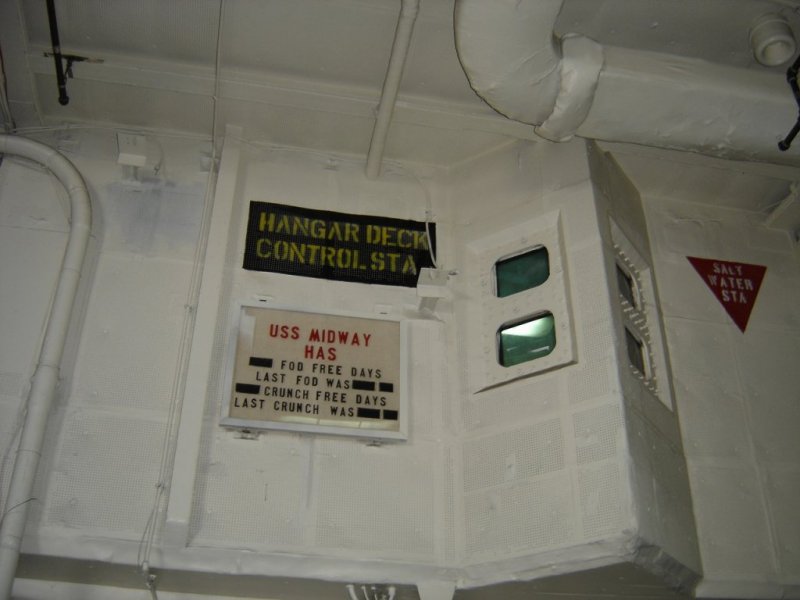 HANGAR DECK
CONTROL STA
USS MIDWAY
HAS
FOD FREE DAYS
LAST FOD WAS
CRUNCH FREE DAYS
LAST CRUNCH WAS
SALT
WATER
STA